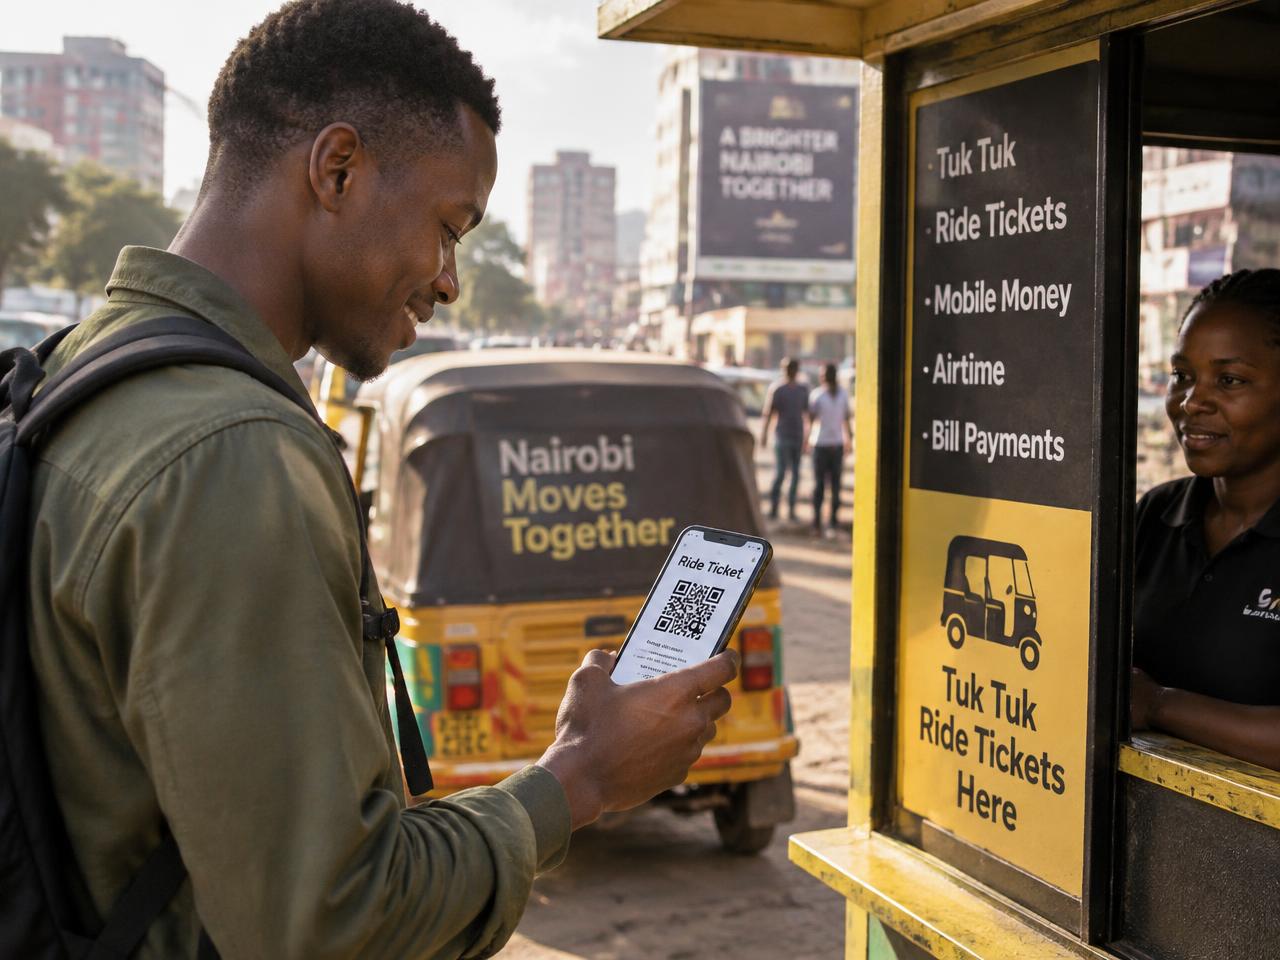 A BRIGHTER
NAIROBI
TOGETHER
Nairobi
Moves
Together
Ride Ticket
· Tuk Tuk
· Ride Tickets
· Mobile Money
· Airtime
· Bill Payments
Tuk Tuk
Ride Tickets
Here